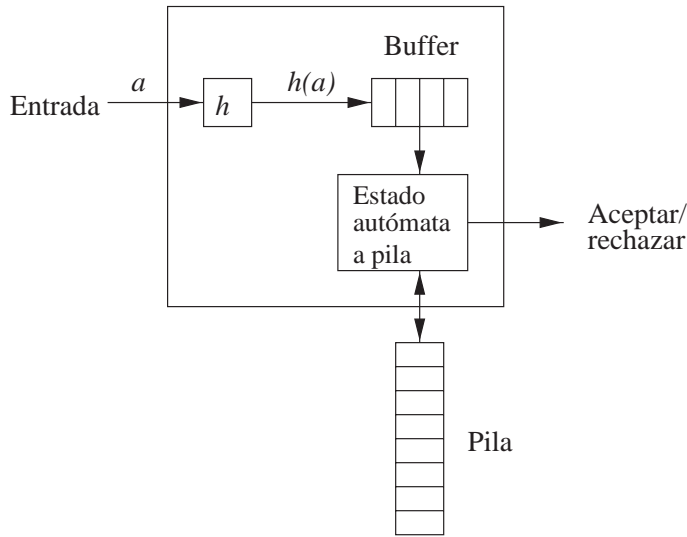 Buffer
a
h(a)
Entrada
h
Estado
autómata
a pila
Aceptar/
rechazar
Pila